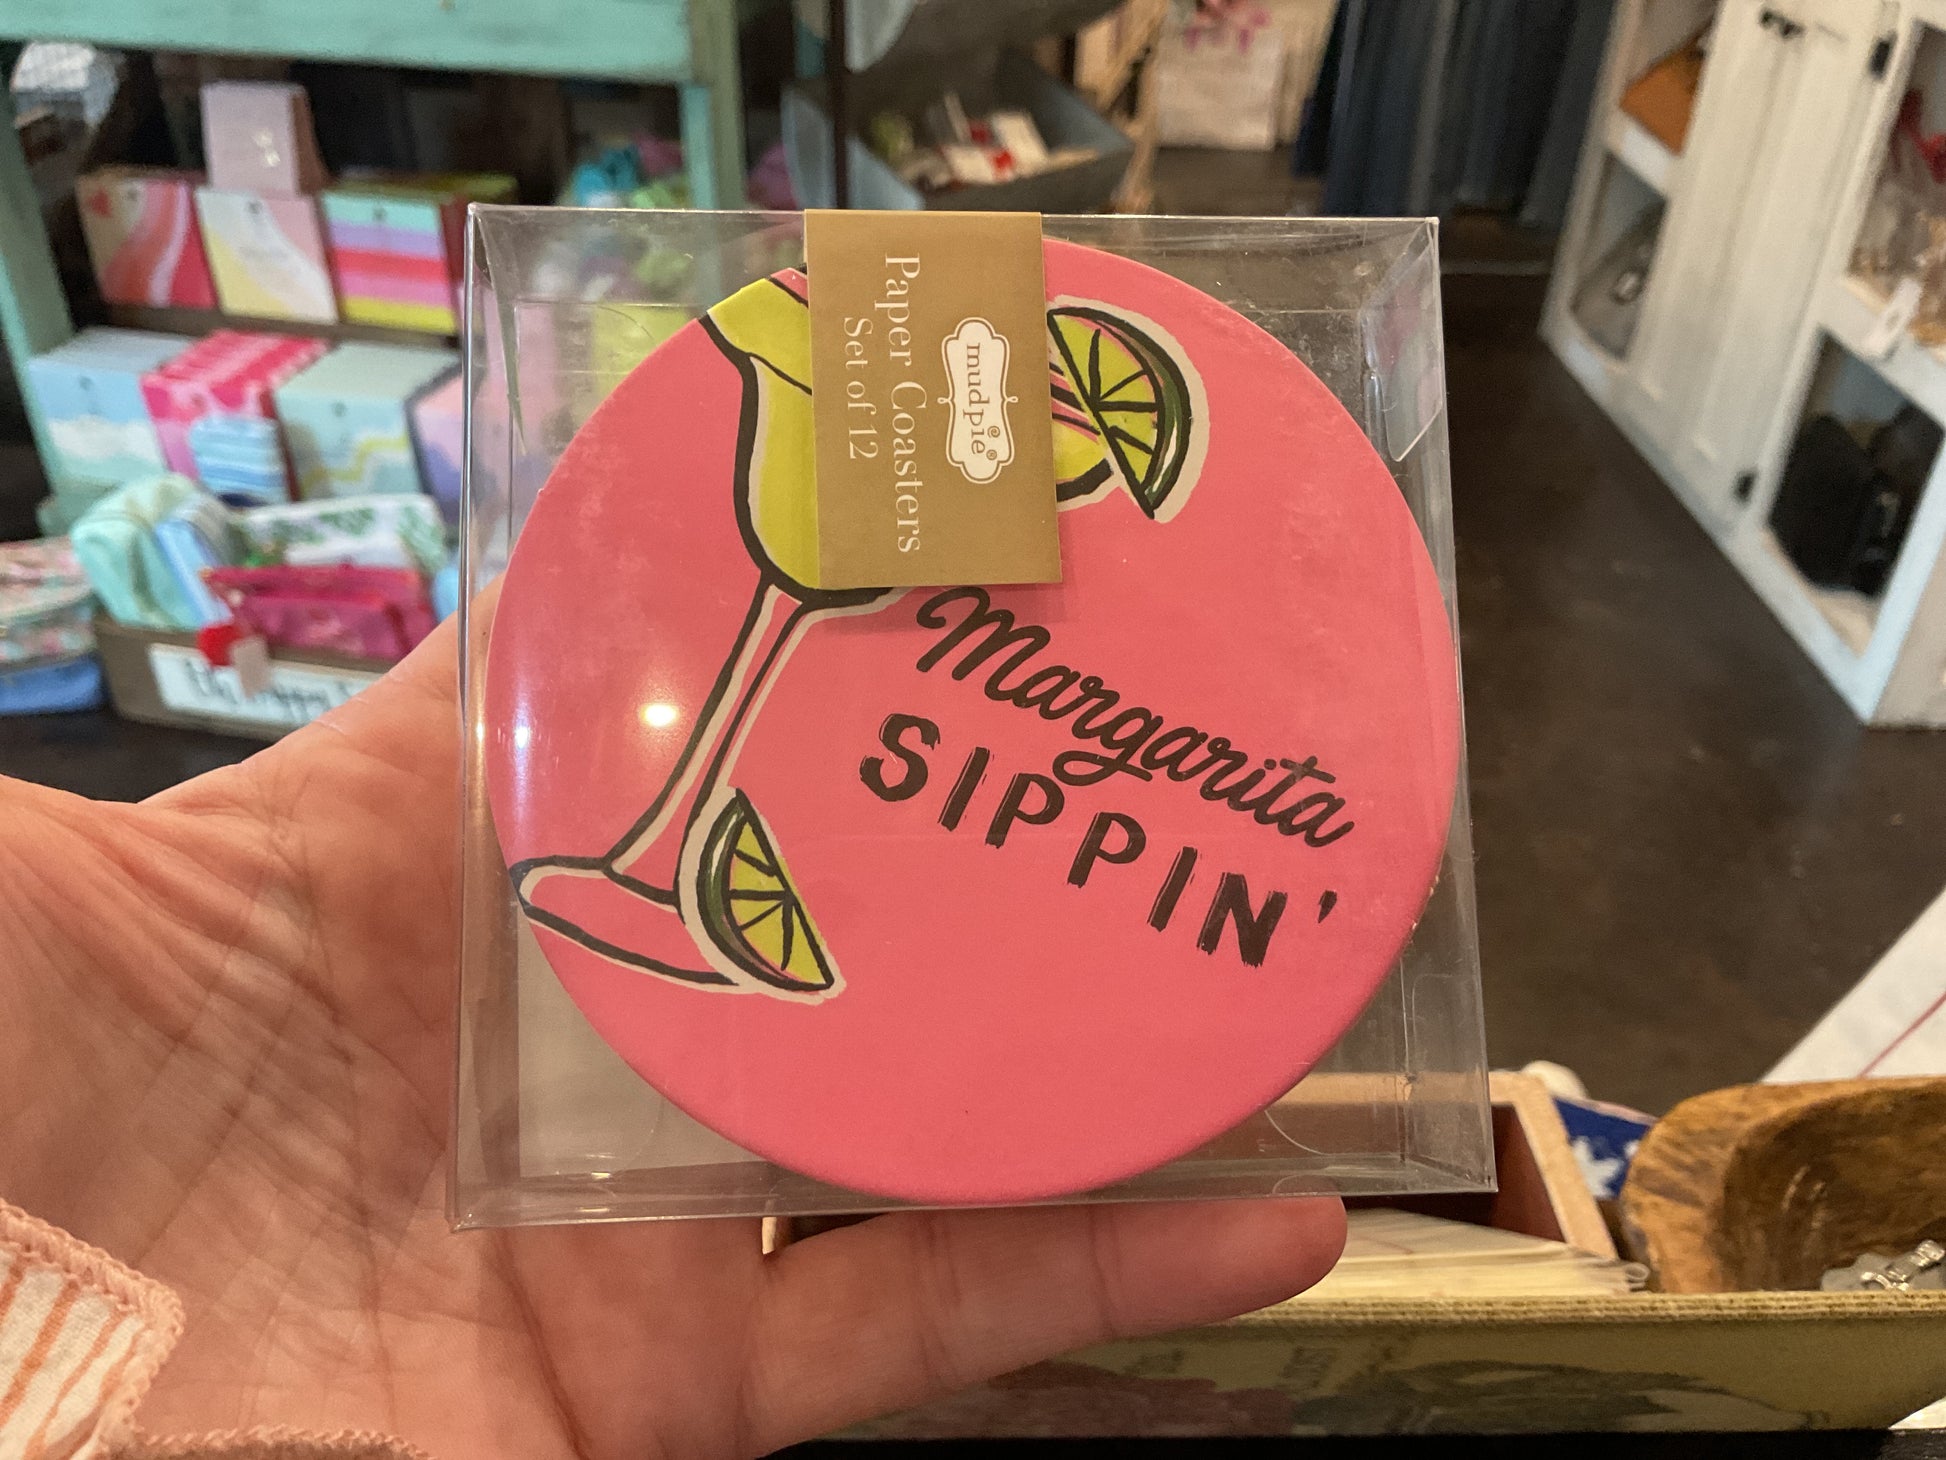 mudpie®
Paper Coasters
Set of 12
Margarita
SIPPIN'